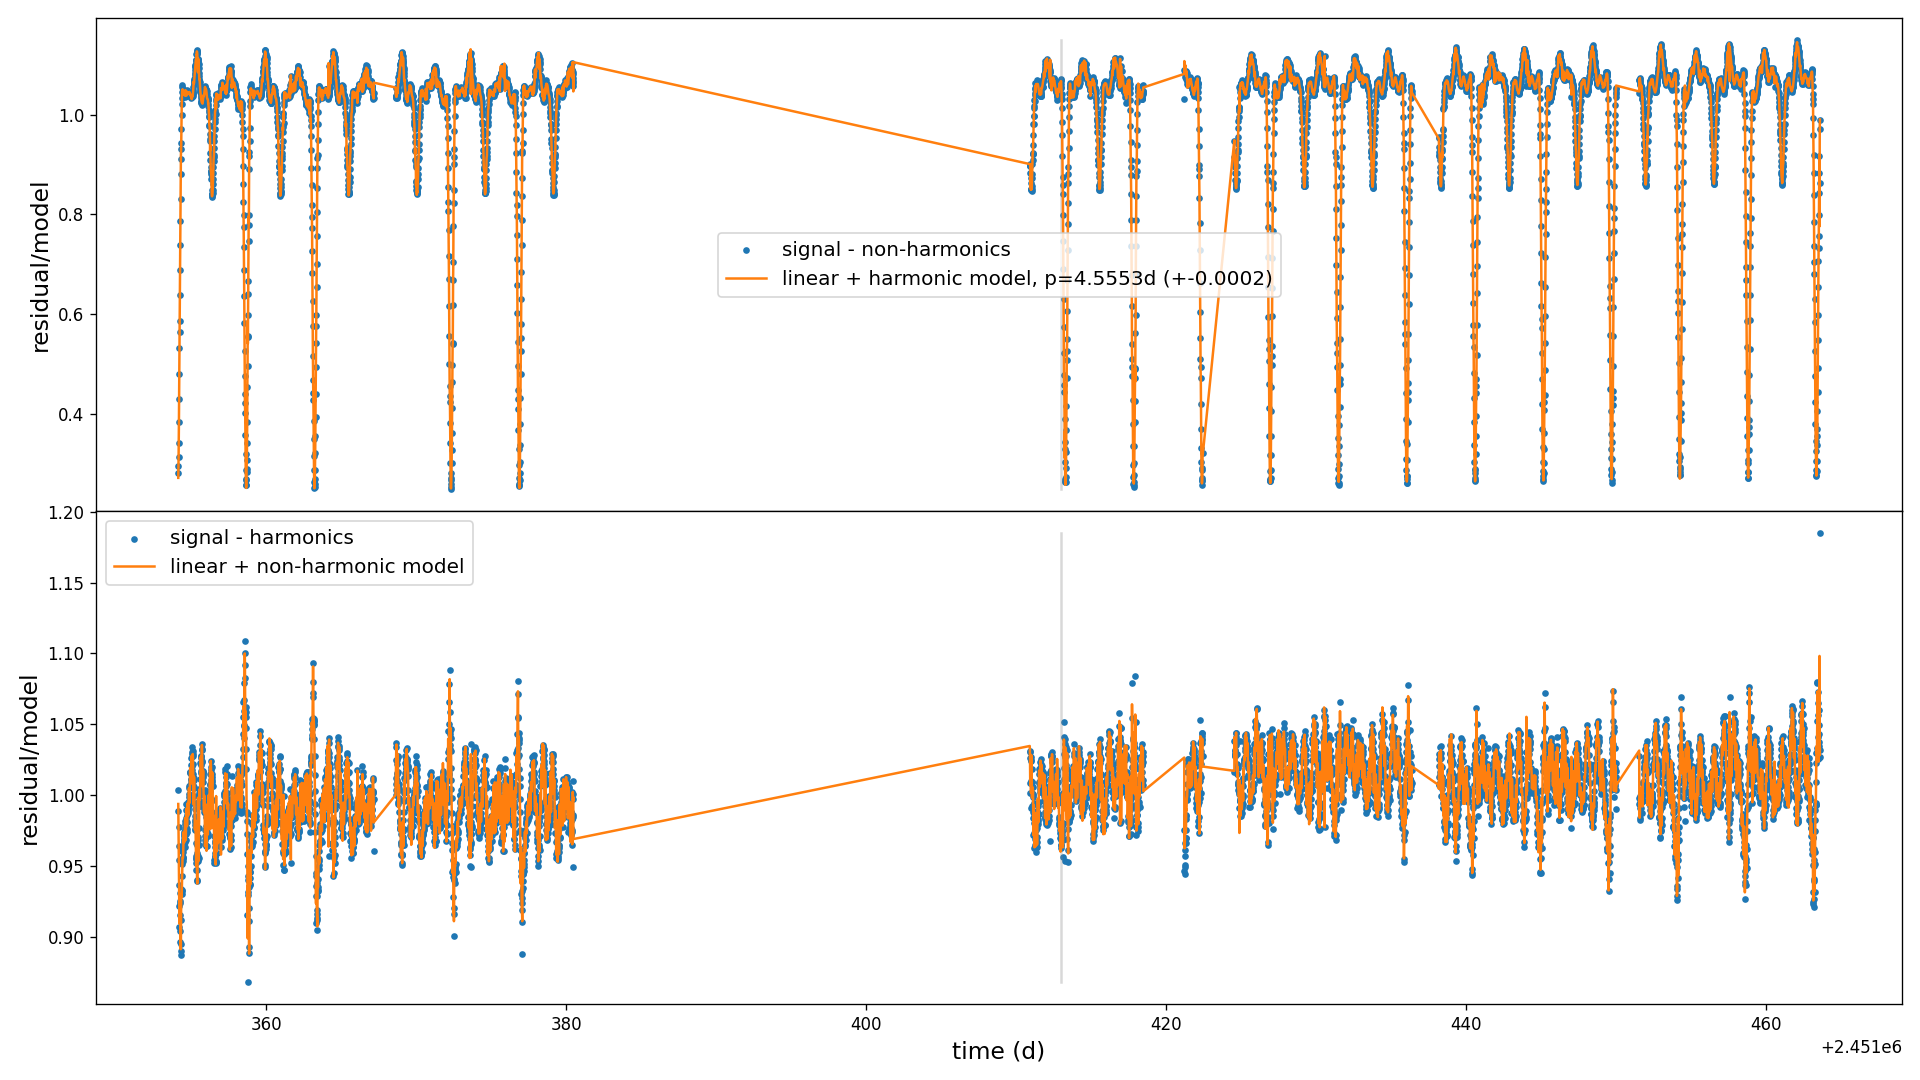 1.0
0.8
0.6
0.4
residual/model
signal - non-harmonics
linear + harmonic model, p=4.5553d (+-0.0002)
1.20
1.15
1.10
1.05
1.00
0.95
0.90
residual/model
signal - harmonics
linear + non-harmonic model
360 380 400 420 440 460
time (d)
+2.451e6